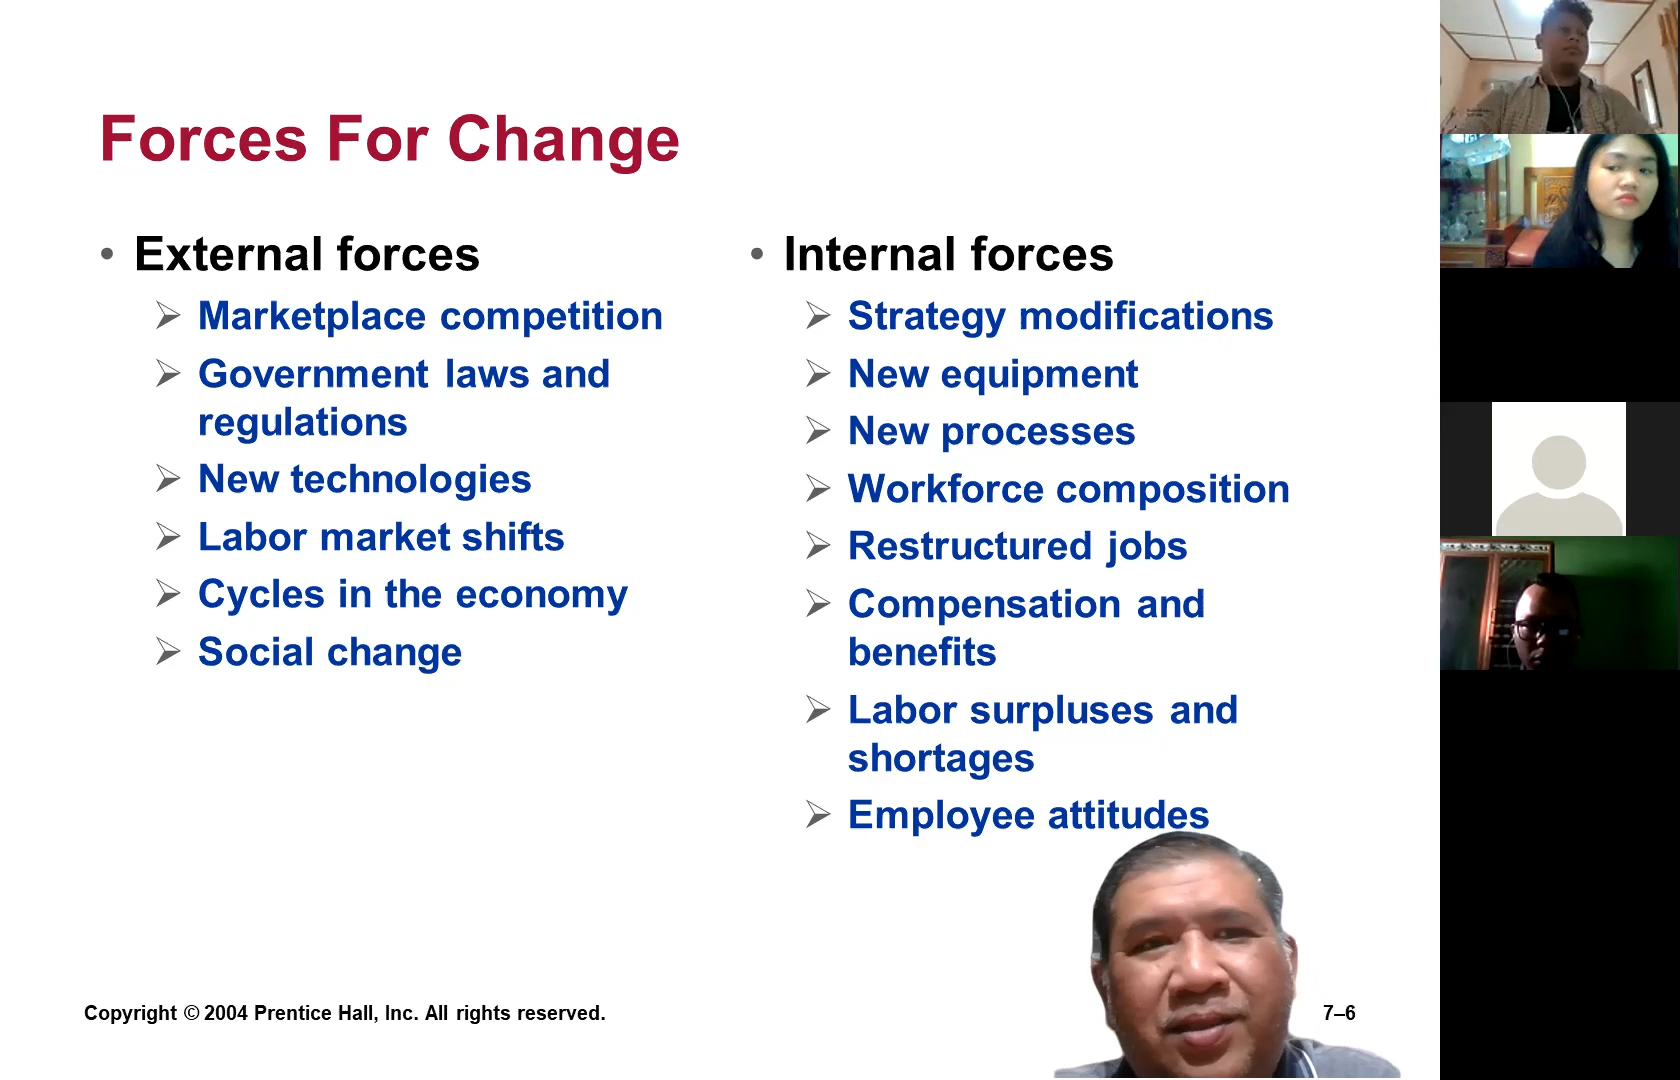 Forces For Change
• External forces
➢ Marketplace competition
➢ Government laws and
regulations
➢ New technologies
➢ Labor market shifts
➢ Cycles in the economy
➢ Social change
• Internal forces
➢ Strategy modifications
➢ New equipment
➢ New processes
➢ Workforce composition
➢ Restructured jobs
➢ Compensation and
benefits
➢ Labor surpluses and
shortages
➢ Employee attitudes
Copyright © 2004 Prentice Hall, Inc. All rights reserved.
7–6